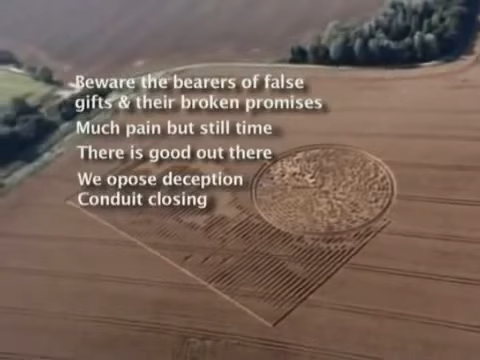 Beware the bearers of false
gifts & their broken promises
Much pain but still time
There is good out there
We opose deception
Conduit closing